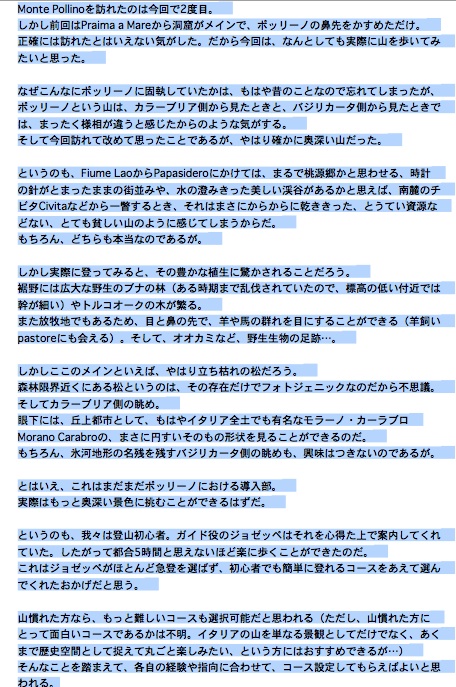 Monte Pollinoを訪れたのは今回で2度目。
しかし前回はPraima a Mareから洞窟がメインで、ポッリーノの鼻先をかすめただけ。
正確には訪れたとはいえない気がした。だから今回は、なんとしても実際に山を歩いてみ
たいと思った。
なぜこんなにポッリーノに固執していたかは、もはや昔のことなので忘れてしまったが、
ポッリーノという山は、カラーブリア側から見たときと、バジリカータ側から見たときで
は、まったく様相が違うと感じたからのような気がする。
そして今回訪れて改めて思ったことであるが、やはり確かに奥深い山だった。
というのも、Fiume LaoからPapasideroにかけては、まるで桃源郷かと思わせる、時計
の針がとまったままの街並みや、水の澄みきった美しい渓谷があるかと思えば、南麓のチ
ビタCivitaなどから一瞥するとき、それはまさにからからに乾ききった、とうてい資源な
どない、とても貧しい山のように感じてしまうからだ。
もちろん、どちらも本当なのであるが。
しかし実際に登ってみると、その豊かな植生に驚かされることだろう。
裾野には広大な野生のブナの林（ある時期まで乱伐されていたので、標高の低い付近では
幹が細い）やトルコオークの木が繁る。
また放牧地でもあるため、目と鼻の先で、羊や馬の群れを目にすることができる（羊飼い
pastoreにも会える）。そして、オオカミなど、野生生物の足跡…。
しかしここのメインといえば、やはり立ち枯れの松だろう。
森林限界近くにある松というのは、その存在だけでフォトジェニックなのだから不思議。
そしてカラーブリア側の眺め。
眼下には、丘上都市として、もはやイタリア全土でも有名なモラーノ・カーラブロ
Morano Carabroの、まさに円すいそのもの形状を見ることができるのだ。
もちろん、氷河地形の名残を残すバジリカータ側の眺めも、興味はつきないのであるが。
とはいえ、これはまだまだポッリーノにおける導入部。
実際はもっと奥深い景色に挑むことができるはずだ。
というのも、我々は登山初心者。ガイド役のジョゼッペはそれを心得た上で案内してくれ
ていた。したがって都合5時間と思えないほど楽に歩くことができたのだ。
これはジョゼッペがほとんど急登を選ばず、初心者でも簡単に登れるコースをあえて選ん
でくれたおかげだと思う。
山慣れた方なら、もっと難しいコースも選択可能だと思われる（ただし、山慣れた方に
とって面白いコースであるかは不明。イタリアの山を単なる景観としてだけでなく、あく
まで歴史空間として捉えて丸ごと楽しみたい、という方にはおすすめできるが…）
そんなことを踏まえて、各自の経験や指向に合わせて、コース設定してもらえばよいと思
われる。